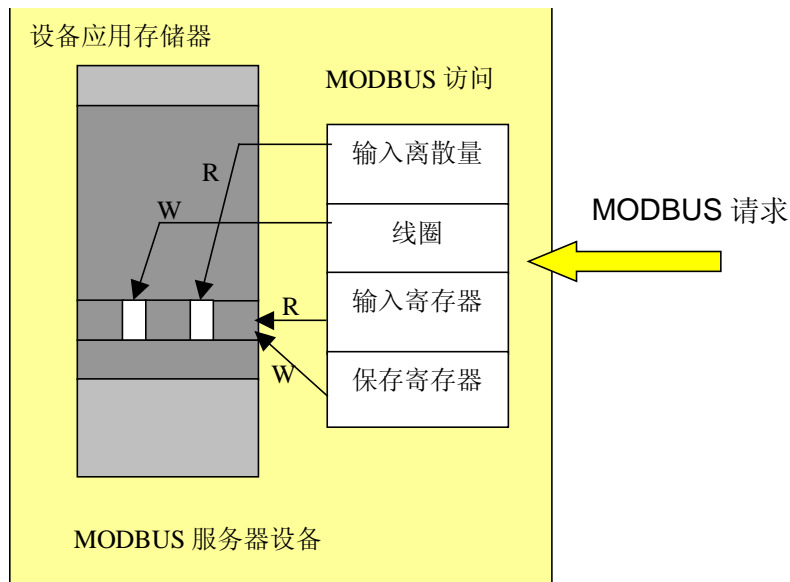 设备应用存储器
MODBUS 访问
输入离散量
R
W
线圈
MODBUS 请求
输入寄存器
R
保存寄存器
W
MODBUS 服务器设备